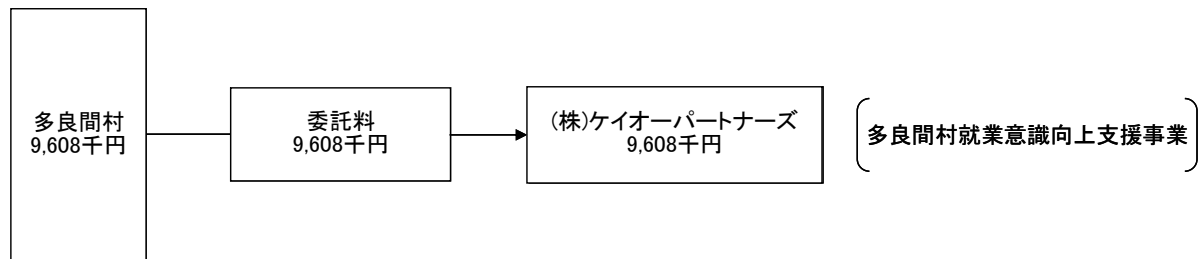 多良間村
9,608千円
委託料
9,608千円
(株)ケイオーパートナーズ
9,608千円
多良間村就業意識向上支援事業